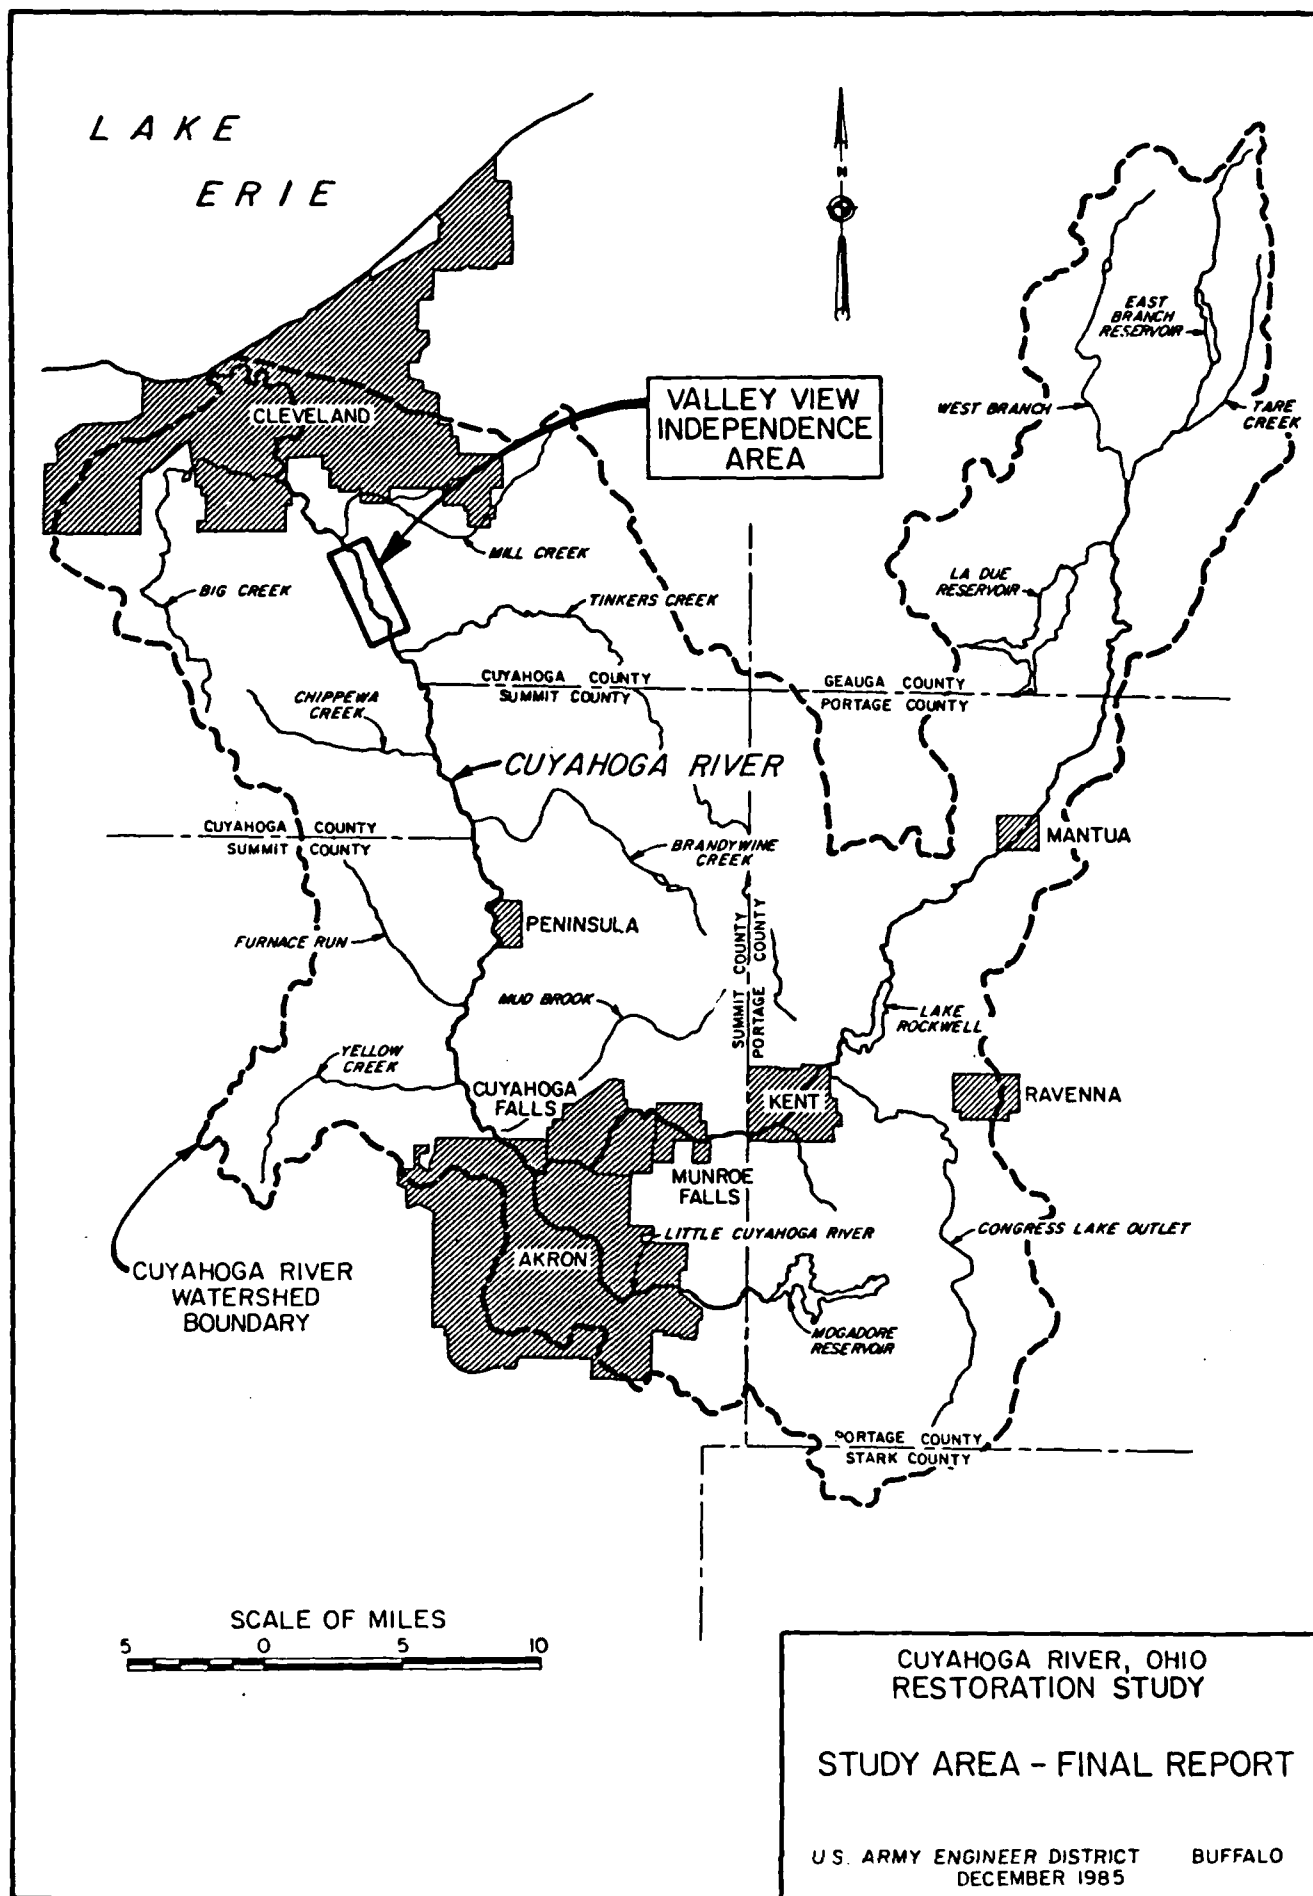 LAKE
ERIE
N
EAST
BRANCH
RESERVOIR
CLEVELAND
VALLEY VIEW
INDEPENDENCE
AREA
WEST BRANCH
TARE
CREEK
MILL CREEK
BIG CREEK
TINKERS CREEK
LA DUE
RESERVOIR
CUYAHOGA COUNTY
SUMMIT COUNTY
GEAUGA COUNTY
PORTAGE COUNTY
CHIPPEWA
CREEK
CUYAHOGA RIVER
CUYAHOGA COUNTY
SUMMIT COUNTY
BRANDYWINE
CREEK
MANTUA
PENINSULA
SUMMIT COUNTY
PORTAGE COUNTY
FURNACE RUN
MUD BROOK
LAKE
ROCKWELL
YELLOW
CREEK
CUYAHOGA
FALLS
KENT
RAVENNA
MUNROE
FALLS
LITTLE CUYAHOGA RIVER
CONGRESS LAKE OUTLET
AKRON
CUYAHOGA RIVER
WATERSHED
BOUNDARY
MOGADORE
RESERVOIR
PORTAGE COUNTY
STARK COUNTY
SCALE OF MILES
5 0 5 10
CUYAHOGA RIVER, OHIO
RESTORATION STUDY
STUDY AREA - FINAL REPORT
U.S. ARMY ENGINEER DISTRICT BUFFALO
DECEMBER 1985